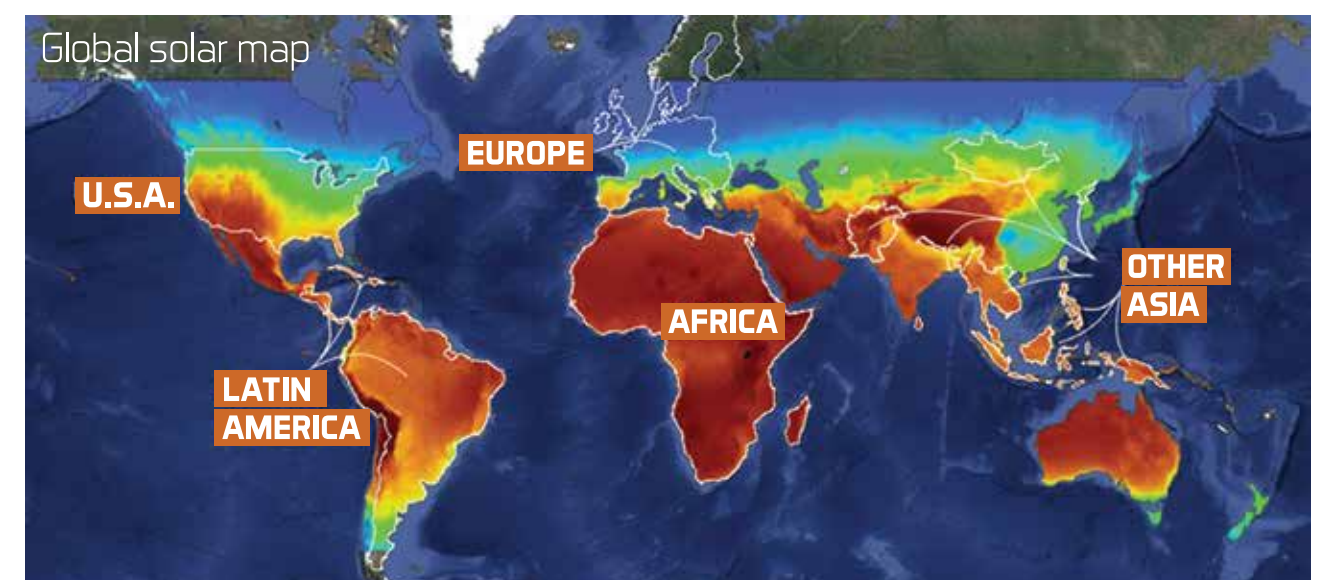 Global solar map
EUROPE
U.S.A.
OTHER
ASIA
AFRICA
LATIN
AMERICA